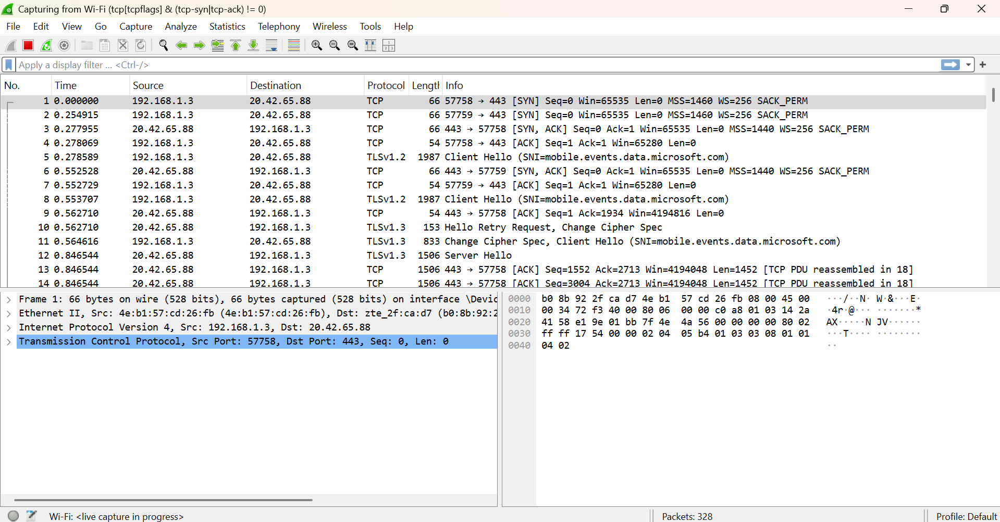 Capturing from Wi-Fi (tcp[tcpflags] & (tcp-syn|tcp-ack) != 0)
File Edit View Go Capture Analyze Statistics Telephony Wireless Tools Help
Apply a display filter ... <Ctrl-/>
No. Time Source Destination Protocol Length Info
1 0.000000 192.168.1.3 20.42.65.88 TCP 66 57758 → 443 [SYN] Seq=0 Win=65535 Len=0 MSS=1460 WS=256 SACK_PERM
2 0.254915 192.168.1.3 20.42.65.88 TCP 66 57759 → 443 [SYN] Seq=0 Win=65535 Len=0 MSS=1460 WS=256 SACK_PERM
3 0.277955 20.42.65.88 192.168.1.3 TCP 66 443 → 57758 [SYN, ACK] Seq=0 Ack=1 Win=65535 Len=0 MSS=1440 WS=256 SACK_PERM
4 0.278069 192.168.1.3 20.42.65.88 TCP 54 57758 → 443 [ACK] Seq=1 Ack=1 Win=65280 Len=0
5 0.278589 192.168.1.3 20.42.65.88 TLSv1.2 1987 Client Hello (SNI=mobile.events.data.microsoft.com)
6 0.552528 20.42.65.88 192.168.1.3 TCP 66 443 → 57759 [SYN, ACK] Seq=0 Ack=1 Win=65535 Len=0 MSS=1440 WS=256 SACK_PERM
7 0.552729 192.168.1.3 20.42.65.88 TCP 54 57759 → 443 [ACK] Seq=1 Ack=1 Win=65280 Len=0
8 0.553707 192.168.1.3 20.42.65.88 TLSv1.2 1987 Client Hello (SNI=mobile.events.data.microsoft.com)
9 0.562710 20.42.65.88 192.168.1.3 TCP 54 443 → 57758 [ACK] Seq=1 Ack=1934 Win=4194816 Len=0
10 0.562710 20.42.65.88 192.168.1.3 TLSv1.3 153 Hello Retry Request, Change Cipher Spec
11 0.564616 192.168.1.3 20.42.65.88 TLSv1.3 833 Change Cipher Spec, Client Hello (SNI=mobile.events.data.microsoft.com)
12 0.846544 20.42.65.88 192.168.1.3 TLSv1.3 1506 Server Hello
13 0.846544 20.42.65.88 192.168.1.3 TCP 1506 443 → 57758 [ACK] Seq=1552 Ack=2713 Win=4194048 Len=1452 [TCP PDU reassembled in 18]
14 0.846544 20.42.65.88 192.168.1.3 TCP 1506 443 → 57758 [ACK] Seq=3004 Ack=2713 Win=4194048 Len=1452 [TCP PDU reassembled in 18]
Frame 1: 66 bytes on wire (528 bits), 66 bytes captured (528 bits) on interface \Devic
Ethernet II, Src: 4e:b1:57:cd:26:fb (4e:b1:57:cd:26:fb), Dst: zte_2f:ca:d7 (b0:8b:92:2
Internet Protocol Version 4, Src: 192.168.1.3, Dst: 20.42.65.88
Transmission Control Protocol, Src Port: 57758, Dst Port: 443, Seq: 0, Len: 0
0000 b0 8b 92 2f ca d7 4e b1 57 cd 26 fb 08 00 45 00 ···/··N· W·&···E·
0010 00 34 72 f3 40 00 80 06 00 00 c0 a8 01 03 14 2a ·4r·@··· ·······*
0020 41 58 e1 9e 01 bb 7f 4e 4a 56 00 00 00 00 80 02 AX·····N JV······
0030 ff ff 17 54 00 00 02 04 05 b4 01 03 03 08 01 01 ···T···· ········
0040 04 02 ··
Wi-Fi: <live capture in progress> Packets: 328 Profile: Default